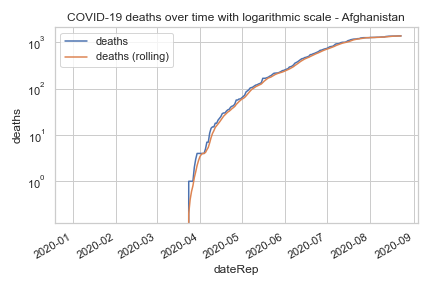 COVID-19 deaths over time with logarithmic scale - Afghanistan
deaths
deaths (rolling)
10³
10²
10¹
10⁰
deaths
2020-01
2020-02
2020-03
2020-04
2020-05
2020-06
2020-07
2020-08
2020-09
dateRep